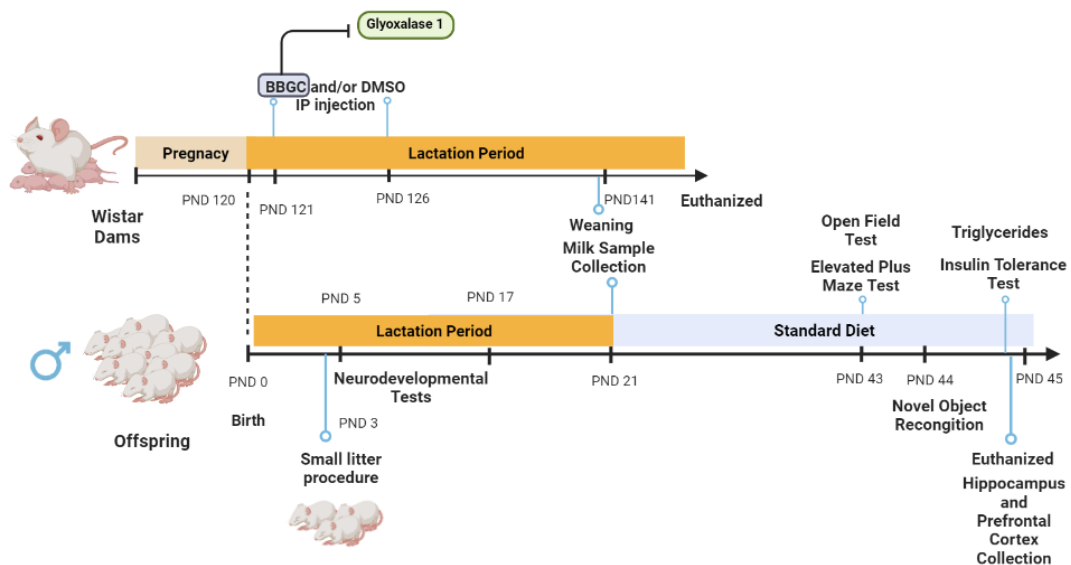 Glyoxalase 1
BBGC and/or DMSO
IP injection
Pregnacy
Lactation Period
PND 120
PND 121
PND 126
PND141
Euthanized
Wistar
Dams
Weaning
Milk Sample
Collection
Open Field
Test
Elevated Plus
Maze Test
Triglycerides
Insulin Tolerance
Test
PND 5
PND 17
Lactation Period
Standard Diet
PND 0
Neurodevelopmental
Tests
PND 21
PND 43
PND 44
PND 45
Birth
PND 3
Novel Object
Recongition
Offspring
Small litter
procedure
Euthanized
Hippocampus
and
Prefrontal
Cortex
Collection